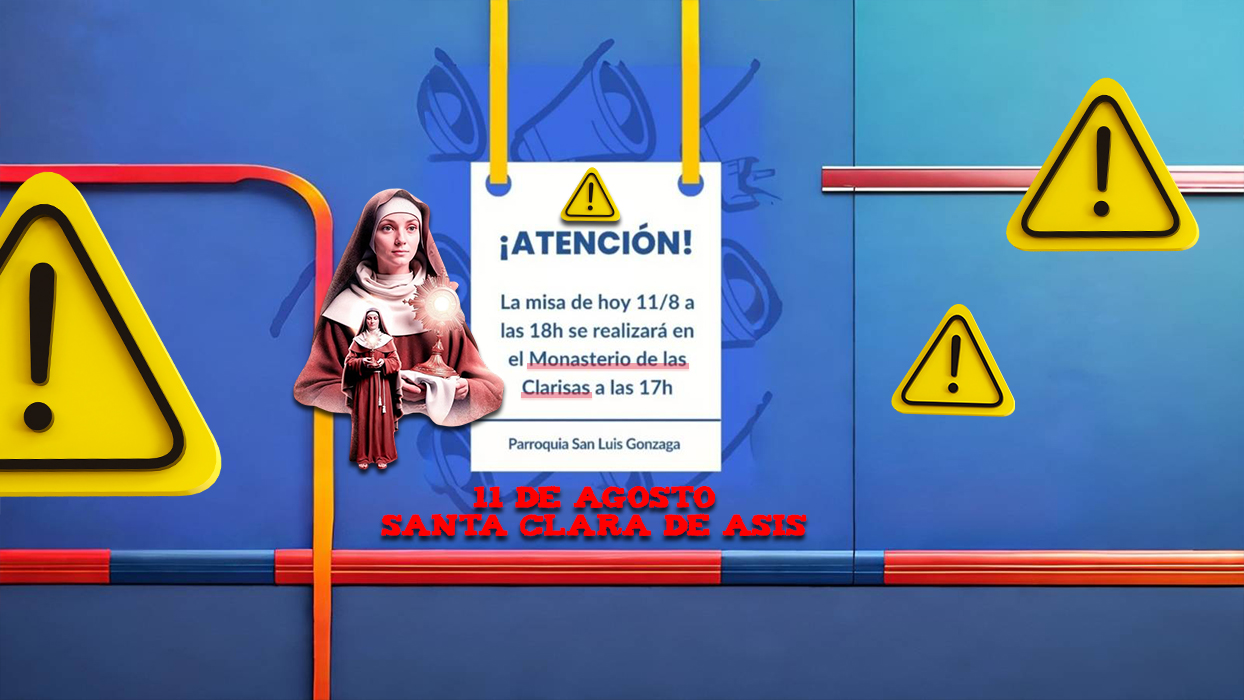 ¡ATENCIÓN!
La misa de hoy 11/8 a
las 18h se realizará en
el Monasterio de las
Clarisas a las 17h
Parroquia San Luis Gonzaga
11 DE AGOSTO
SANTA CLARA DE ASIS